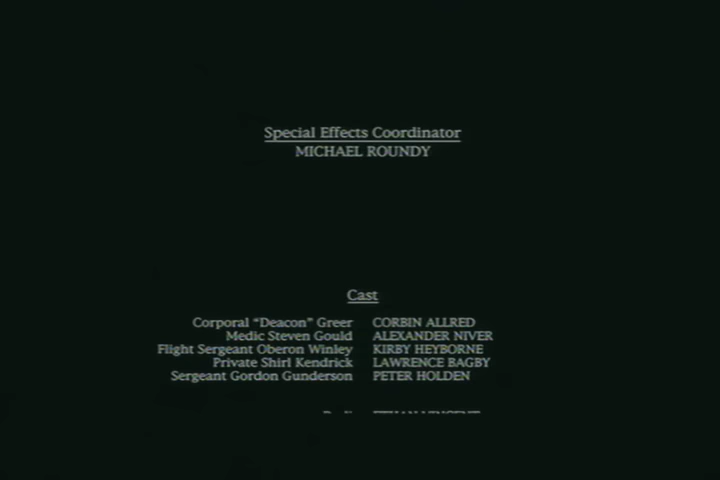 Special Effects Coordinator
MICHAEL ROUNDY
Cast
Corporal "Deacon" Greer CORBIN ALLRED
Medic Steven Gould ALEXANDER NIVER
Flight Sergeant Oberon Winley KIRBY HEYBORNE
Private Shirl Kendrick LAWRENCE BAGBY
Sergeant Gordon Gunderson PETER HOLDEN